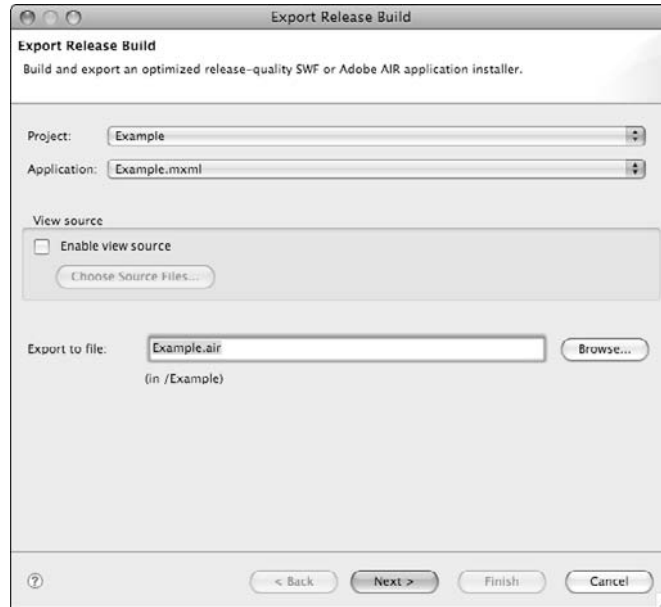 Export Release Build
Export Release Build
Build and export an optimized release-quality SWF or Adobe AIR application installer.
Project: Example
Application: Example.mxml
View source
Enable view source
Choose Source Files...
Export to file: Example.air Browse...
(in /Example)
? < Back Next > Finish Cancel